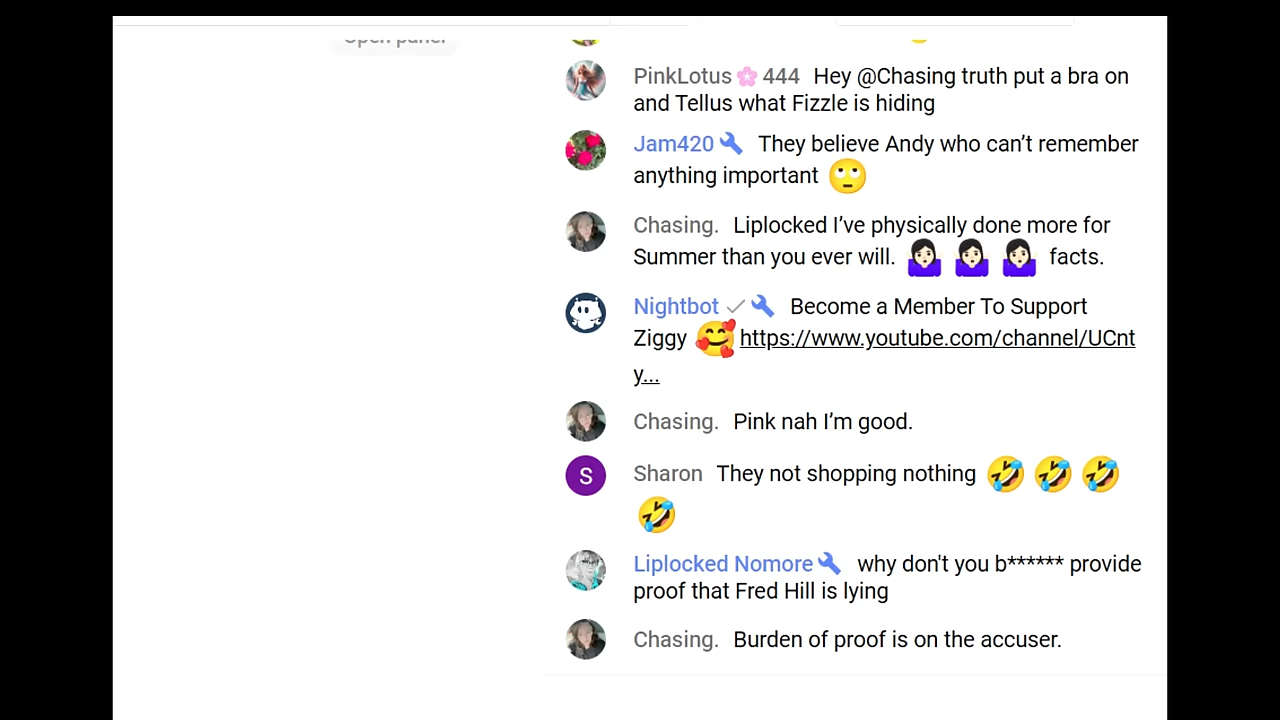 Open panel
PinkLotus🌸444 Hey @Chasing truth put a bra on
and Tellus what Fizzle is hiding
Jam420 They believe Andy who can’t remember
anything important 🙄
Chasing. Liplocked I’ve physically done more for
Summer than you ever will. 🤷🏻‍♀️ 🤷🏻‍♀️ 🤷🏻‍♀️ facts.
Nightbot Become a Member To Support
Ziggy 🥰 https://www.youtube.com/channel/UCnt
y...
Chasing. Pink nah I’m good.
S Sharon They not shopping nothing 🤣 🤣 🤣
🤣
Liplocked Nomore why don't you b****** provide
proof that Fred Hill is lying
Chasing. Burden of proof is on the accuser.